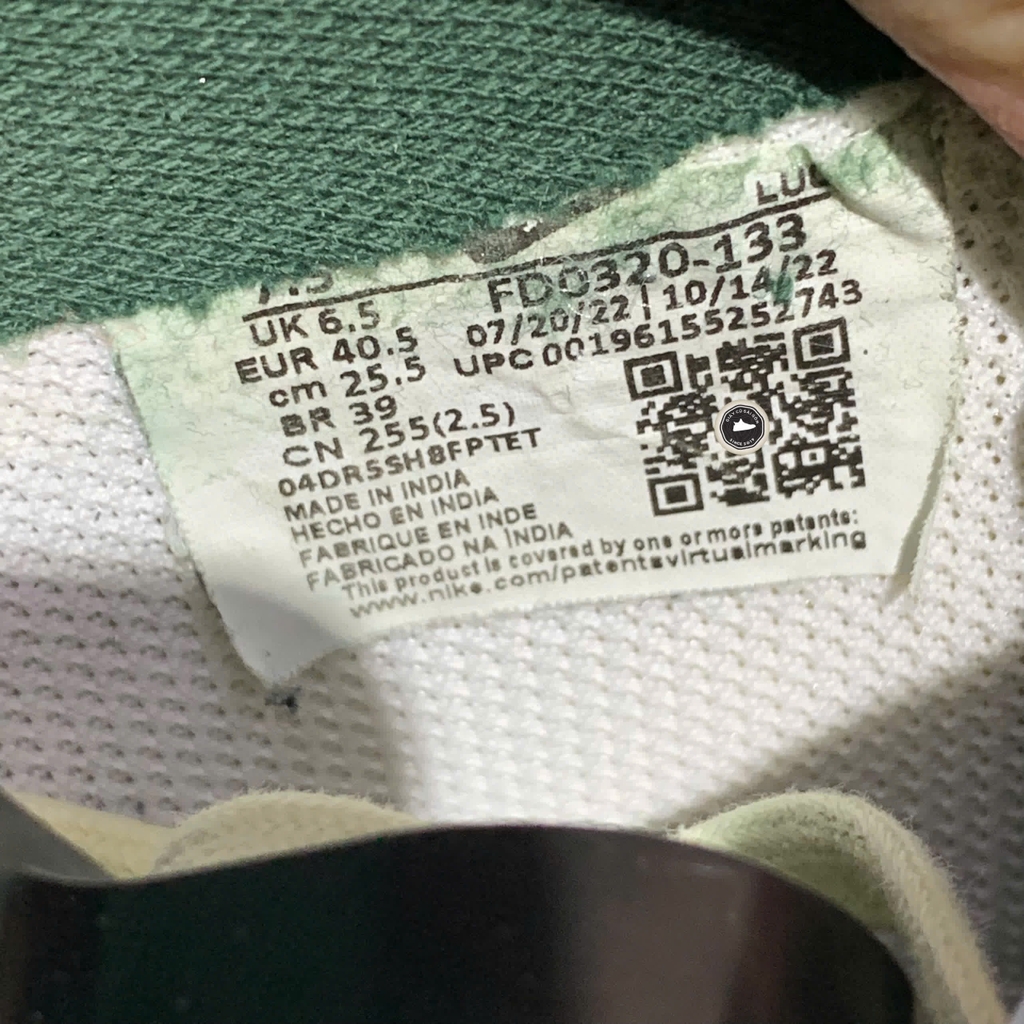 UK 6.5
EUR 40.5
cm 25.5
BR 39
CN 255(2.5)
FD0320-133
07/20/22 | 10/14/22
UPC 00196155252743
04DR5SH8FPTET
MADE IN INDIA
HECHO EN INDIA
FABRIQUE EN INDE
FABRICADO NA INDIA
This product is covered by one or more patents:
www.nike.com/patentsvirtualmarking